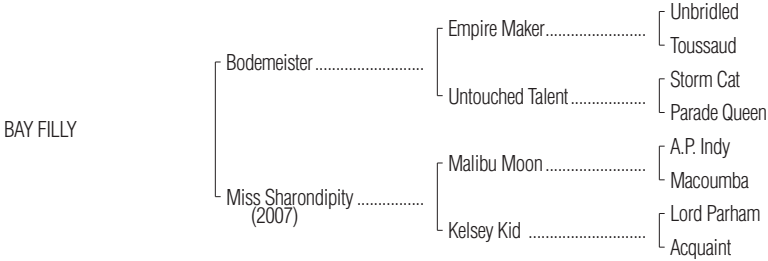 Unbridled
Empire Maker........................
Toussaud
Bodemeister..........................
Storm Cat
Untouched Talent..................
Parade Queen
BAY FILLY
A.P. Indy
Malibu Moon........................
Macoumba
Miss Sharondipity ................
(2007)
Lord Parham
Kelsey Kid ............................
Acquaint